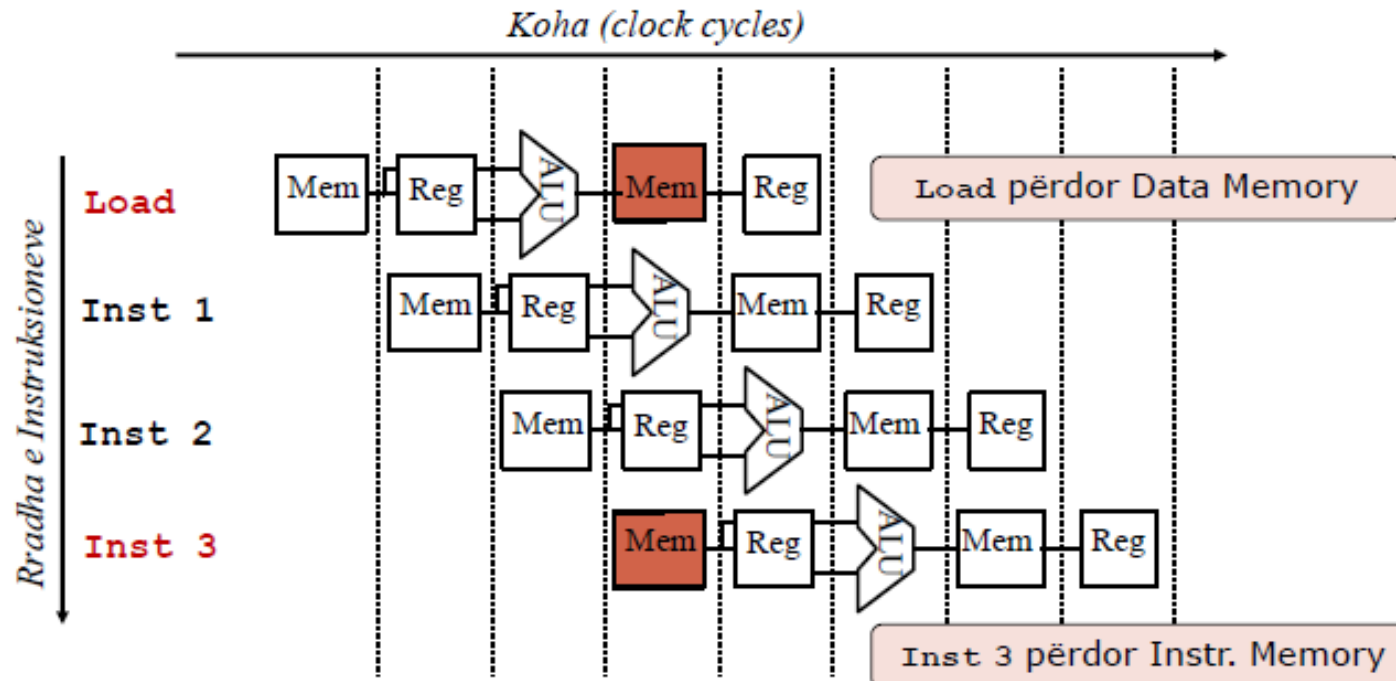 Koha (clock cycles)
Rradha e Instruksioneve
Load
Mem
Reg
ALU
Mem
Reg
Load përdor Data Memory
Inst 1
Mem
Reg
ALU
Mem
Reg
Inst 2
Mem
Reg
ALU
Mem
Reg
Inst 3
Mem
Reg
ALU
Mem
Reg
Inst 3 përdor Instr. Memory